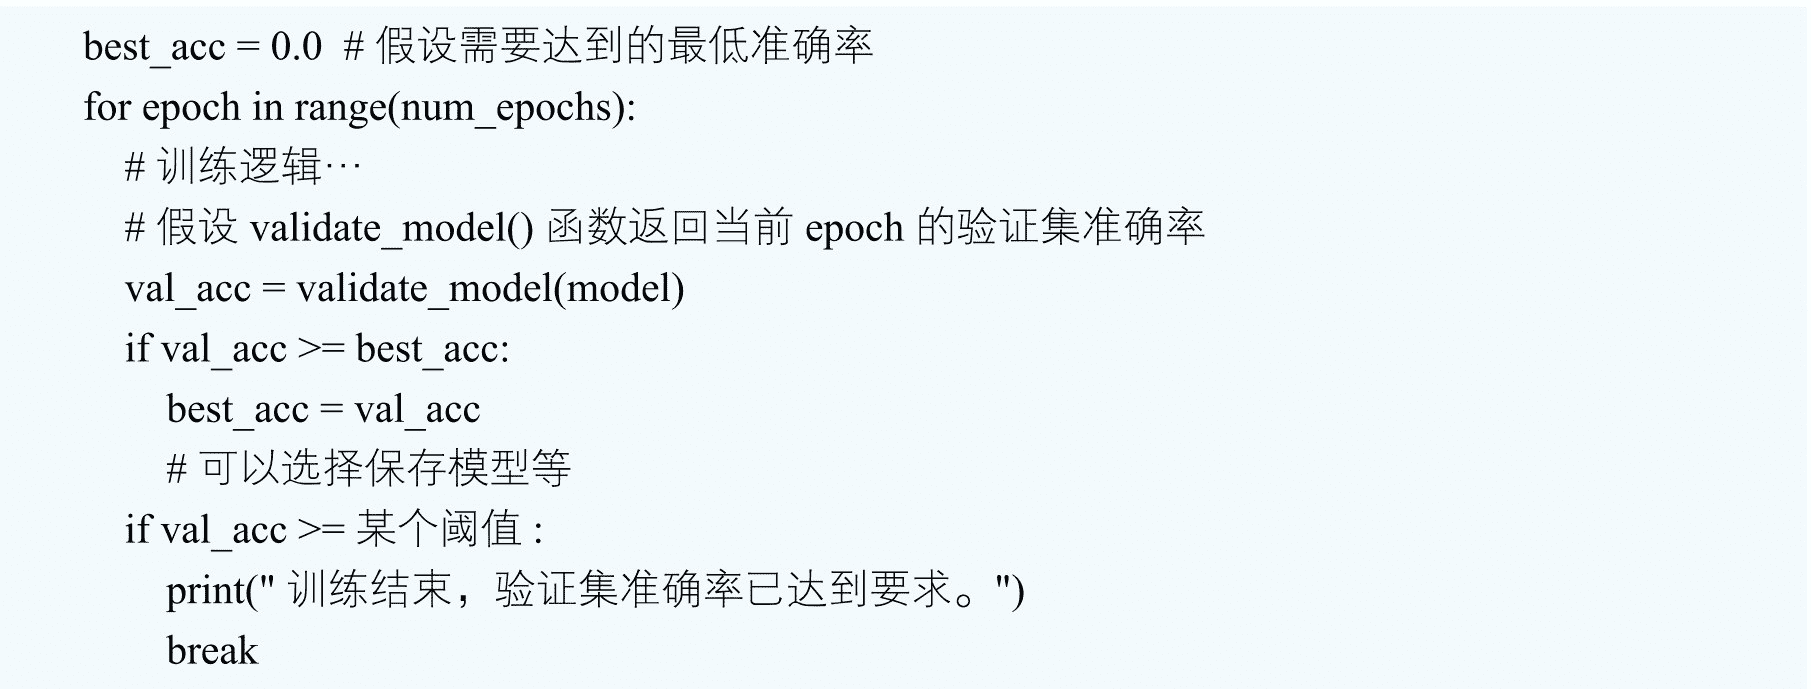 best_acc = 0.0  # 假设需要达到的最低准确率
for epoch in range(num_epochs):
# 训练逻辑…
# 假设 validate_model() 函数返回当前 epoch 的验证集准确率
val_acc = validate_model(model)
if val_acc >= best_acc:
best_acc = val_acc
# 可以选择保存模型等
if val_acc >= 某个阈值 :
print(" 训练结束，验证集准确率已达到要求。")
break